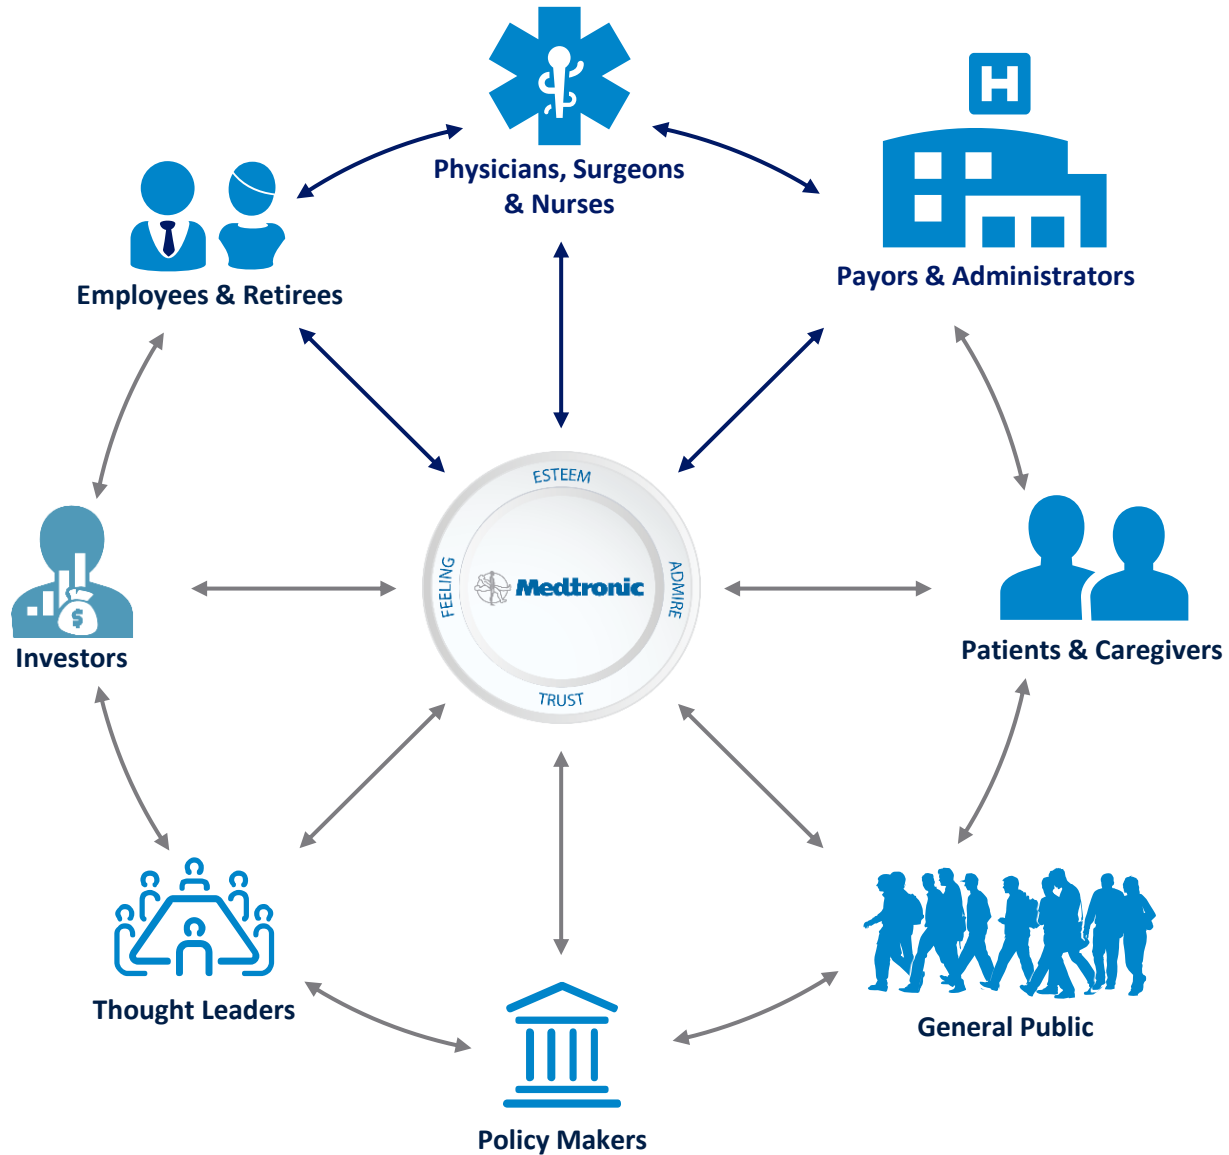 H
Physicians, Surgeons
& Nurses
Payors & Administrators
Employees & Retirees
ESTEEM
FEELING
Medtronic
ADMIRE
TRUST
$
Investors
Patients & Caregivers
Thought Leaders
General Public
Policy Makers